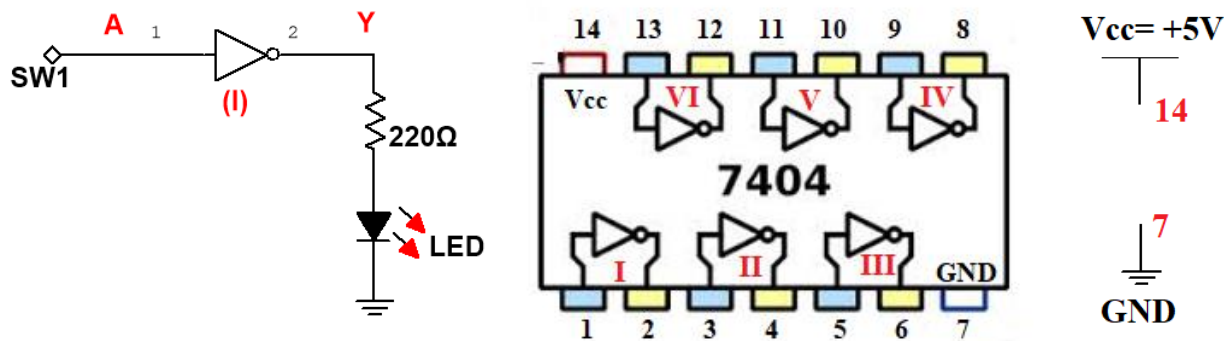 A 1 2 Y
SW1
(I)
220Ω
LED
14 13 12 11 10 9 8
Vcc VI V IV
7404
I II III GND
1 2 3 4 5 6 7
Vcc= +5V
14
7
GND